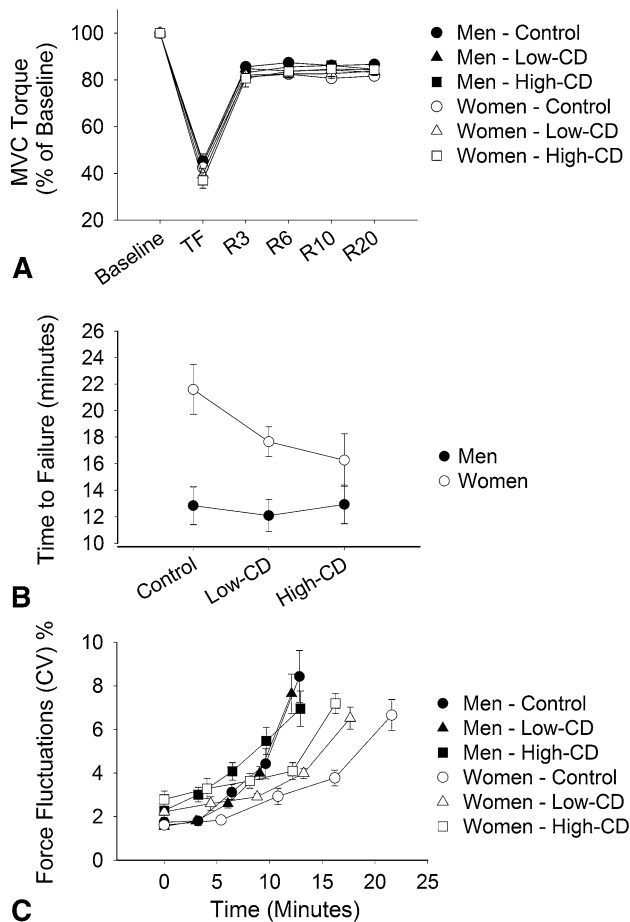 MVC Torque
(% of Baseline)
100
80
60
40
20
Baseline
TF
R3
R6
R10
R20
Men - Control
Men - Low-CD
Men - High-CD
Women - Control
Women - Low-CD
Women - High-CD
A
Time to Failure (minutes)
26
24
22
20
18
16
14
12
10
Control
Low-CD
High-CD
Men
Women
B
Force Fluctuations (CV) %
10
8
6
4
2
0
0 5 10 15 20 25
Time (Minutes)
Men - Control
Men - Low-CD
Men - High-CD
Women - Control
Women - Low-CD
Women - High-CD
C